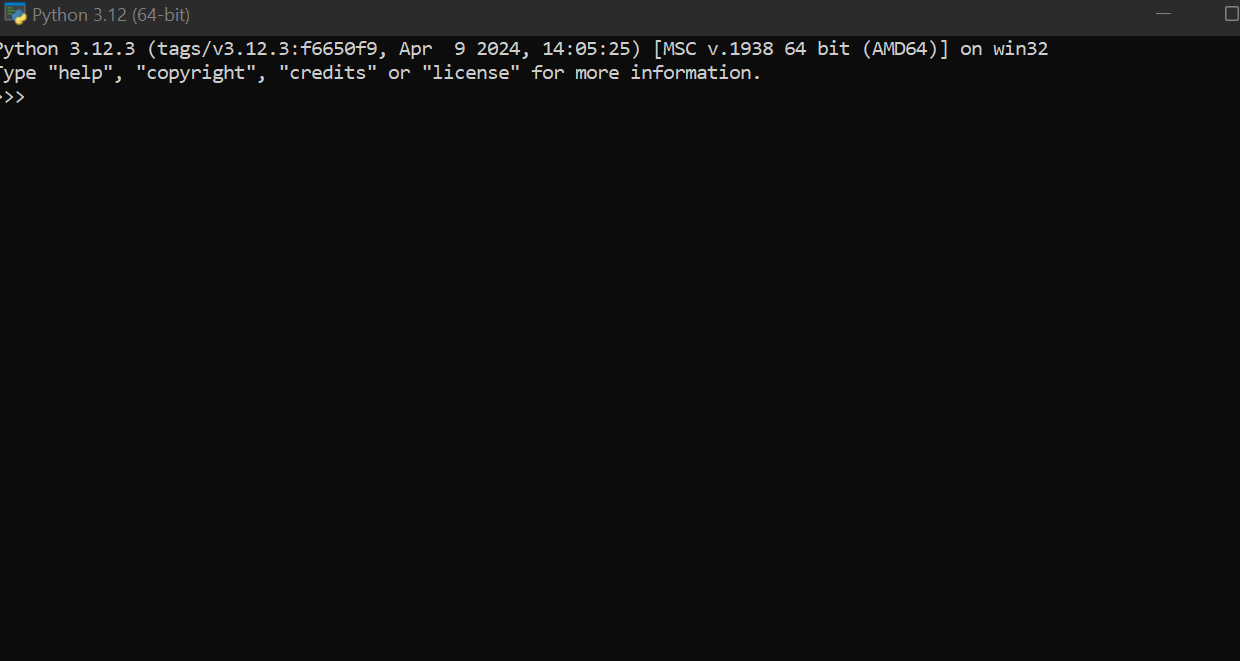 Python 3.12 (64-bit)
Python 3.12.3 (tags/v3.12.3:f6650f9, Apr  9 2024, 14:05:25) [MSC v.1938 64 bit (AMD64)] on win32
Type "help", "copyright", "credits" or "license" for more information.
>>>